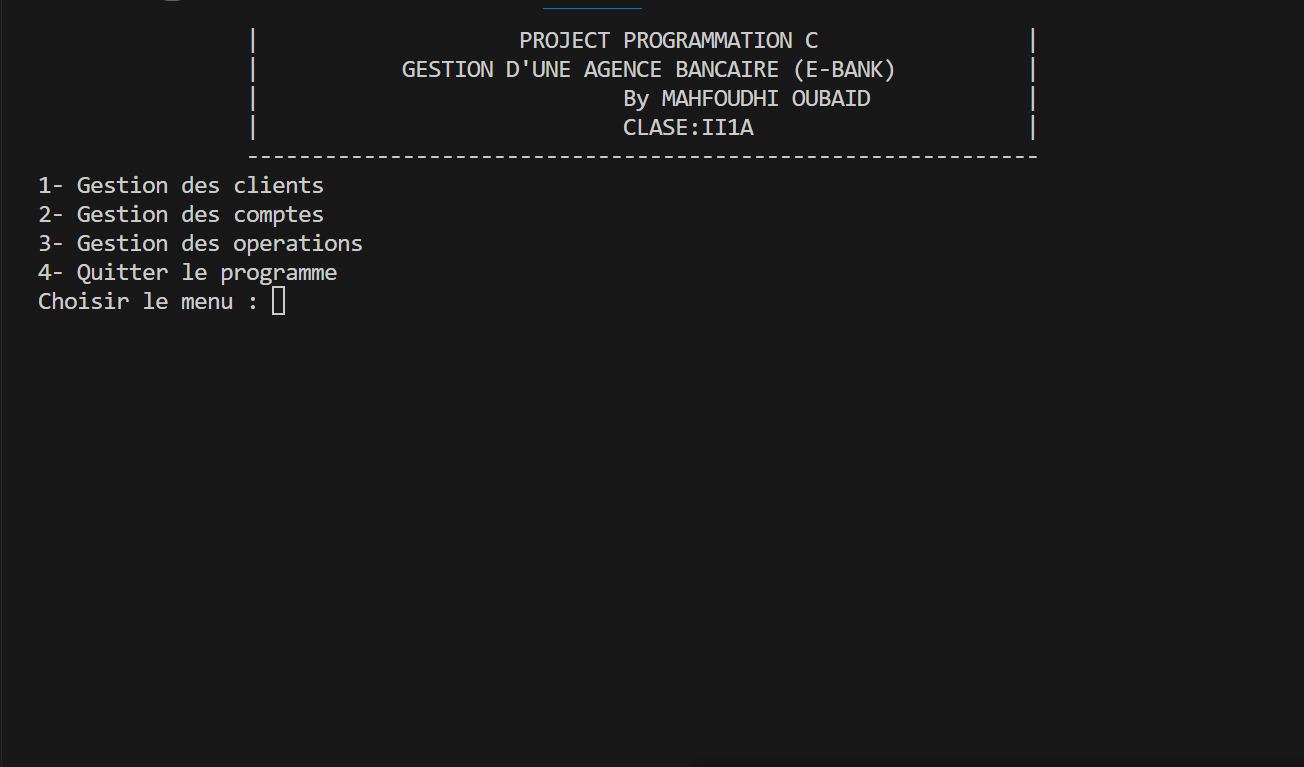 | PROJECT PROGRAMMATION C |
| GESTION D'UNE AGENCE BANCAIRE (E-BANK) |
| By MAHFOUDHI OUBAID |
| CLASE:II1A |
-------------------------------------------------------------
1- Gestion des clients
2- Gestion des comptes
3- Gestion des operations
4- Quitter le programme
Choisir le menu :